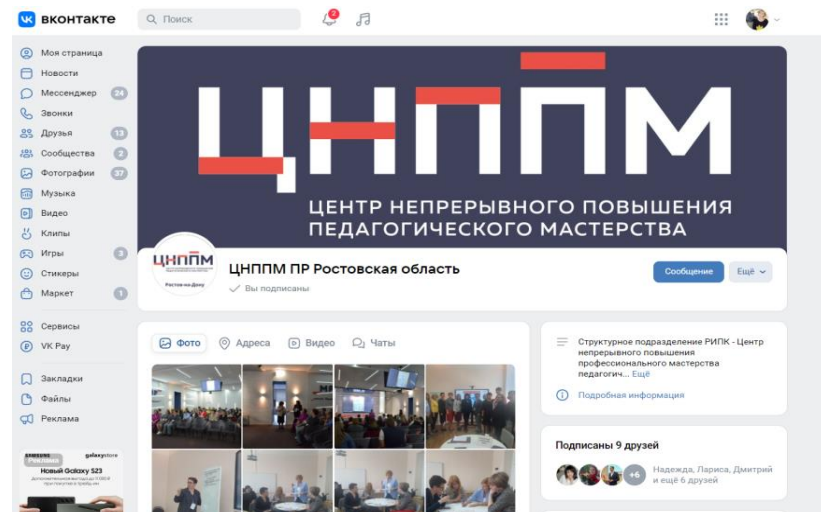 вконтакте
Поиск
2
Моя страница
Новости
Мессенджер 24
Звонки
Друзья 13
Сообщества 2
Фотографии 37
Музыка
Видео
Клипы
Игры 3
Стикеры
Маркет 1
Сервисы
VK Pay
Закладки
Файлы
Реклама
SAMSUNG galaxy store
Реклама
Новый Galaxy S23
ЦНППМ
ЦЕНТР НЕПРЕРЫВНОГО ПОВЫШЕНИЯ
ПЕДАГОГИЧЕСКОГО МАСТЕРСТВА
ЦНППМ
Ростов-на-Дону
ЦНППМ ПР Ростовская область
Вы подписаны
Сообщение Ещё
Фото Адреса Видео Чаты
Структурное подразделение РИПК - Центр
непрерывного повышения
профессионального мастерства
педагогич... Ещё
Подробная информация
Подписаны 9 друзей
+6
Надежда, Лариса, Дмитрий
и ещё 6 друзей